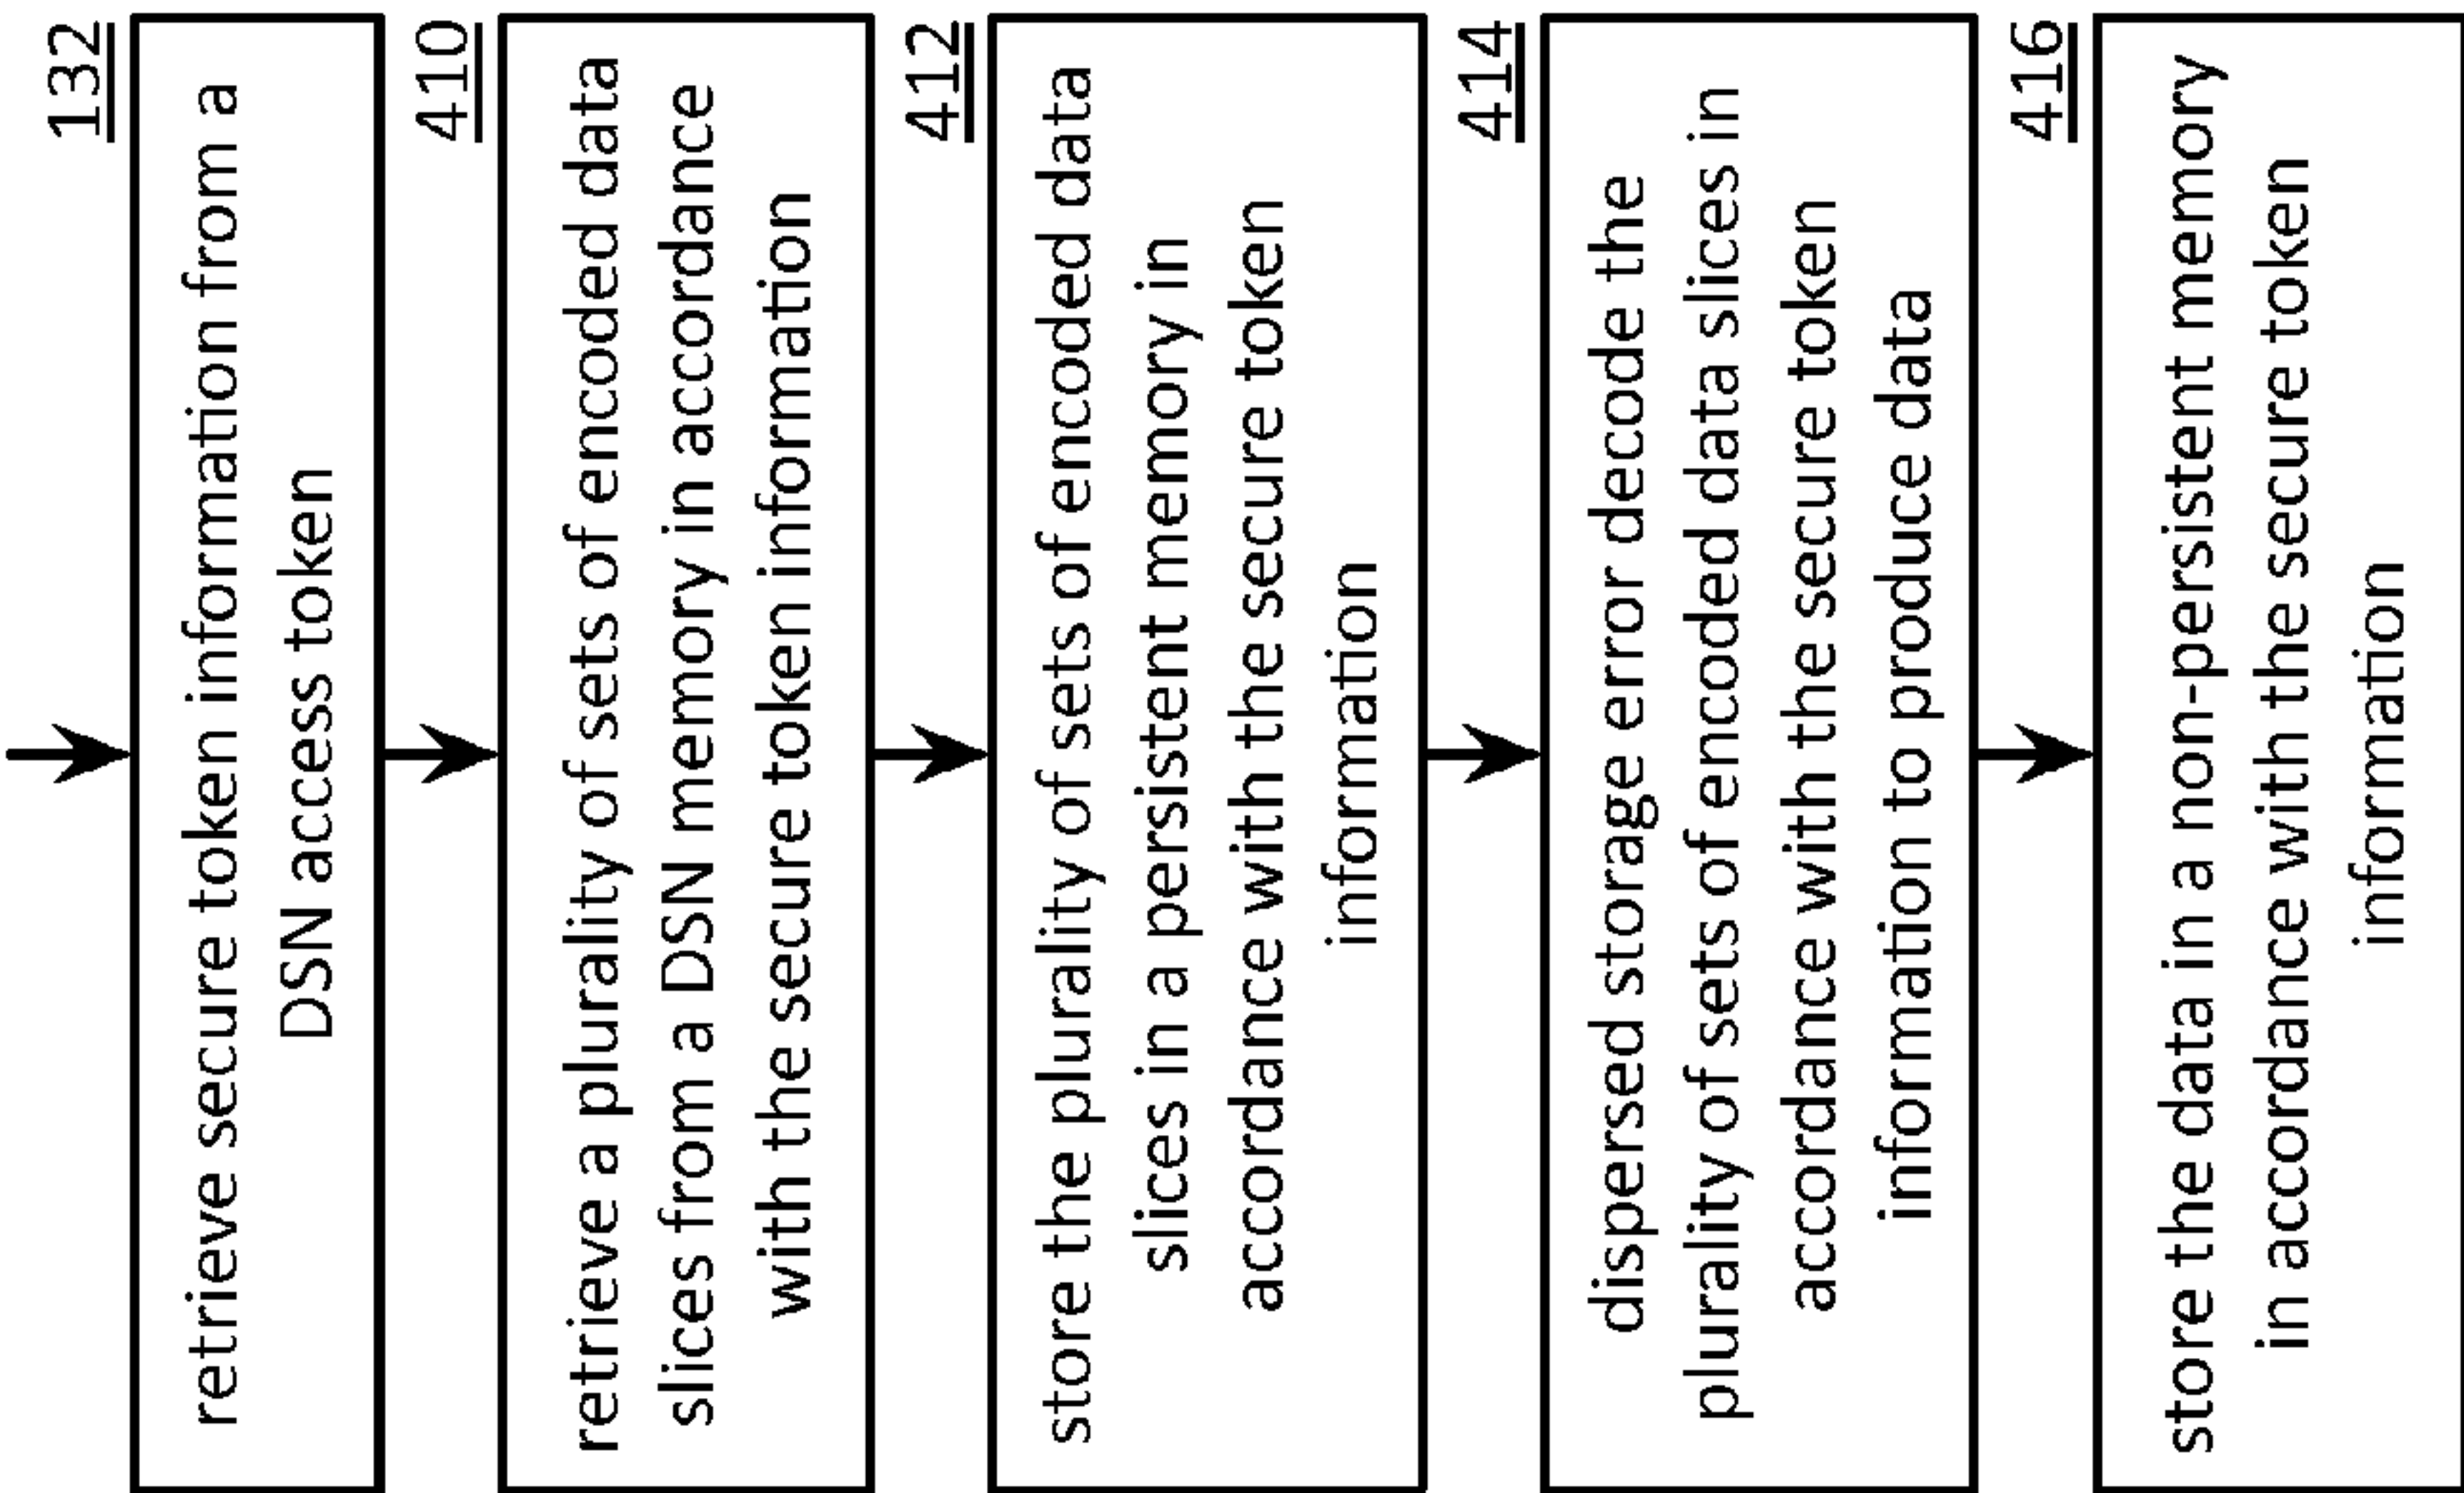 132
retrieve secure token information from a
DSN access token
410
retrieve a plurality of sets of encoded data
slices from a DSN memory in accordance
with the secure token information
412
store the plurality of sets of encoded data
slices in a persistent memory in
accordance with the secure token
information
414
dispersed storage error decode the
plurality of sets of encoded data slices in
accordance with the secure token
information to produce data
416
store the data in a non-persistent memory
in accordance with the secure token
information